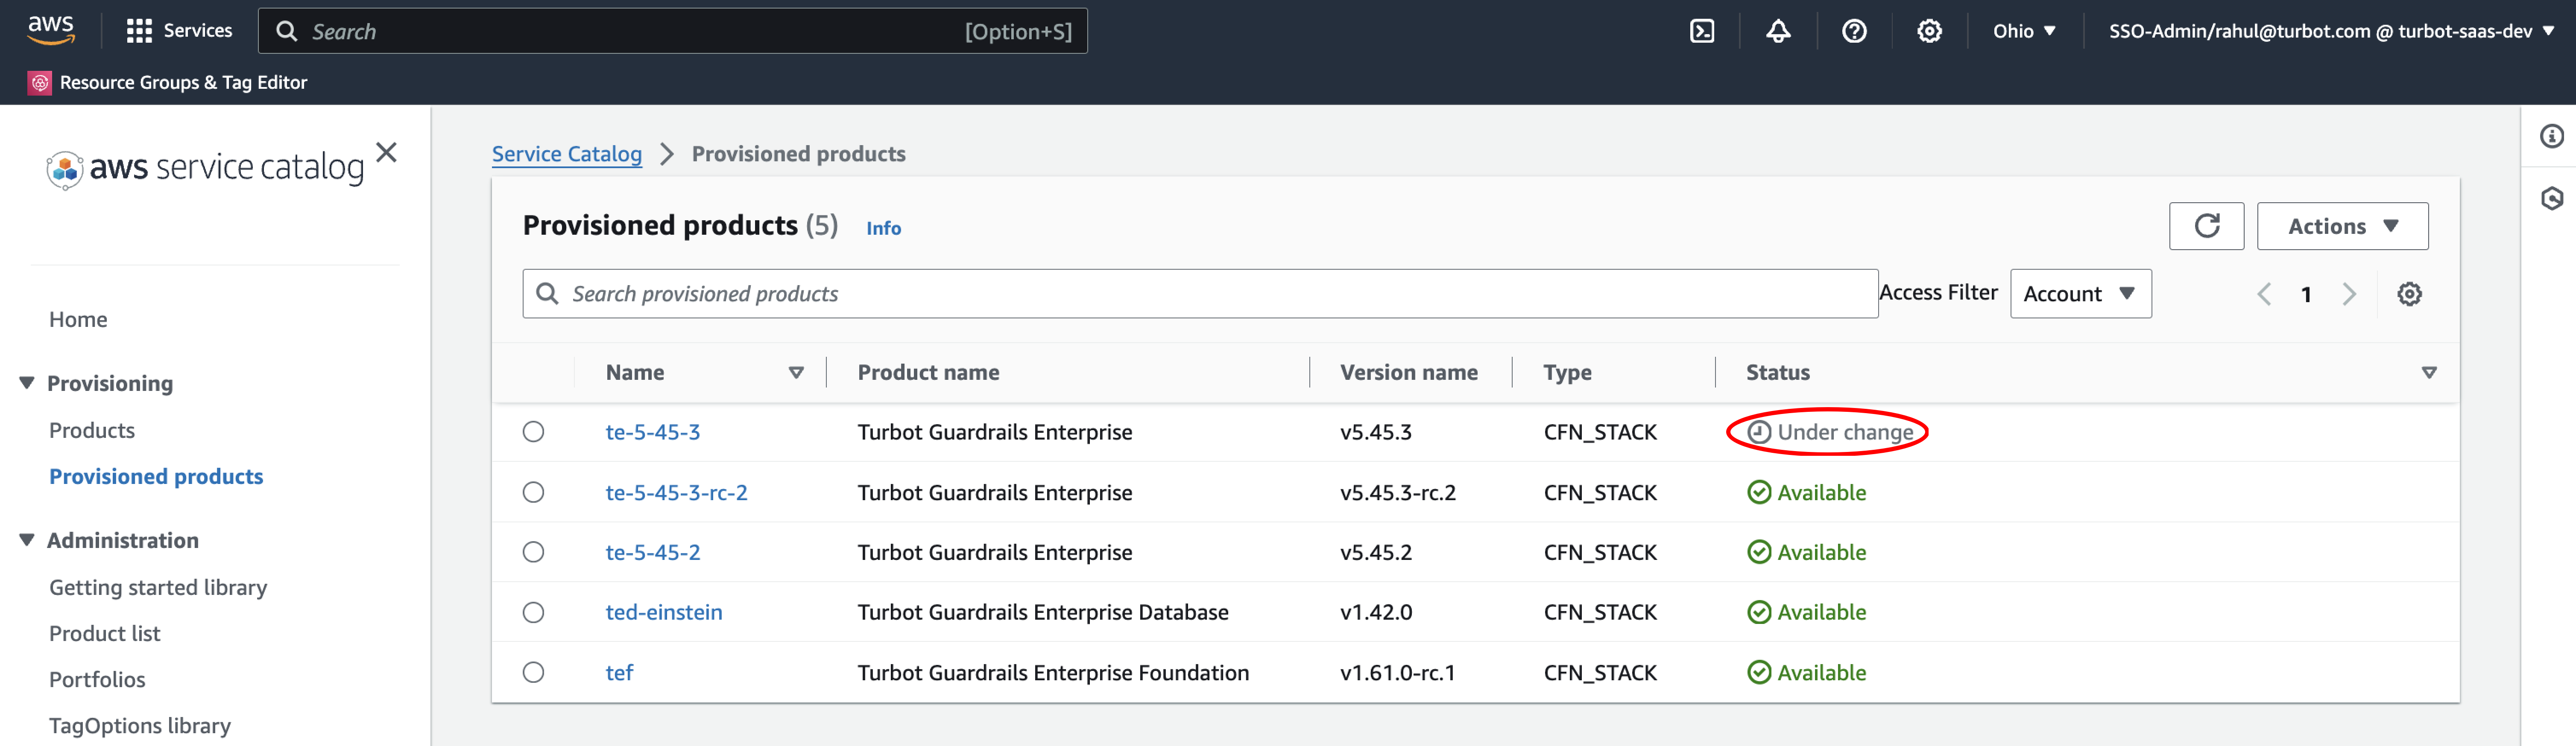 aws
Services
Search
[Option+S]
Ohio
SSO-Admin/rahul@turbot.com @ turbot-saas-dev
Resource Groups & Tag Editor
aws service catalog
Home
Provisioning
Products
Provisioned products
Administration
Getting started library
Product list
Portfolios
TagOptions library
Service Catalog
Provisioned products
Provisioned products (5) Info
Actions
Search provisioned products
Access Filter
Account
1
Name Product name Version name Type Status
te-5-45-3 Turbot Guardrails Enterprise v5.45.3 CFN_STACK Under change
te-5-45-3-rc-2 Turbot Guardrails Enterprise v5.45.3-rc.2 CFN_STACK Available
te-5-45-2 Turbot Guardrails Enterprise v5.45.2 CFN_STACK Available
ted-einstein Turbot Guardrails Enterprise Database v1.42.0 CFN_STACK Available
tef Turbot Guardrails Enterprise Foundation v1.61.0-rc.1 CFN_STACK Available